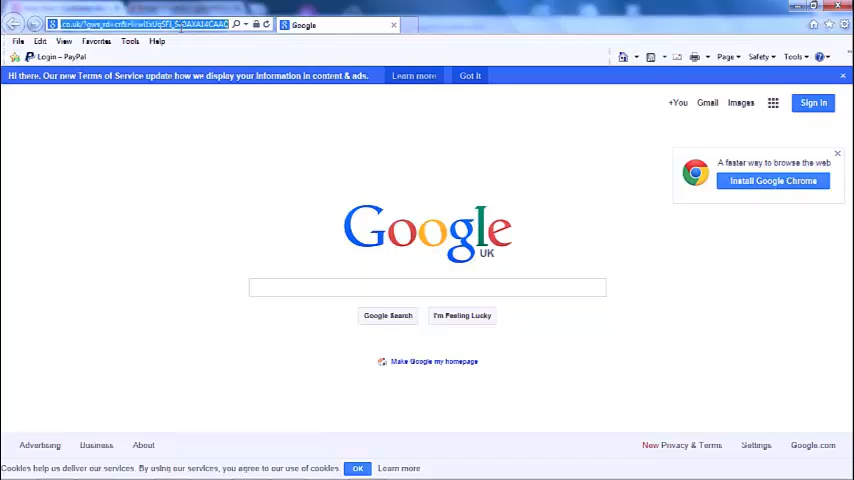 Google
File Edit View Favorites Tools Help
Login – PayPal
Page Safety Tools
Hi there. Our new Terms of Service update how we display your information in content & ads. Learn more Got it
+You Gmail Images Sign in
A faster way to browse the web
Install Google Chrome
Google
UK
Google Search I'm Feeling Lucky
Make Google my homepage
Advertising Business About New Privacy & Terms Settings Google.com
Cookies help us deliver our services. By using our services, you agree to our use of cookies. OK Learn more